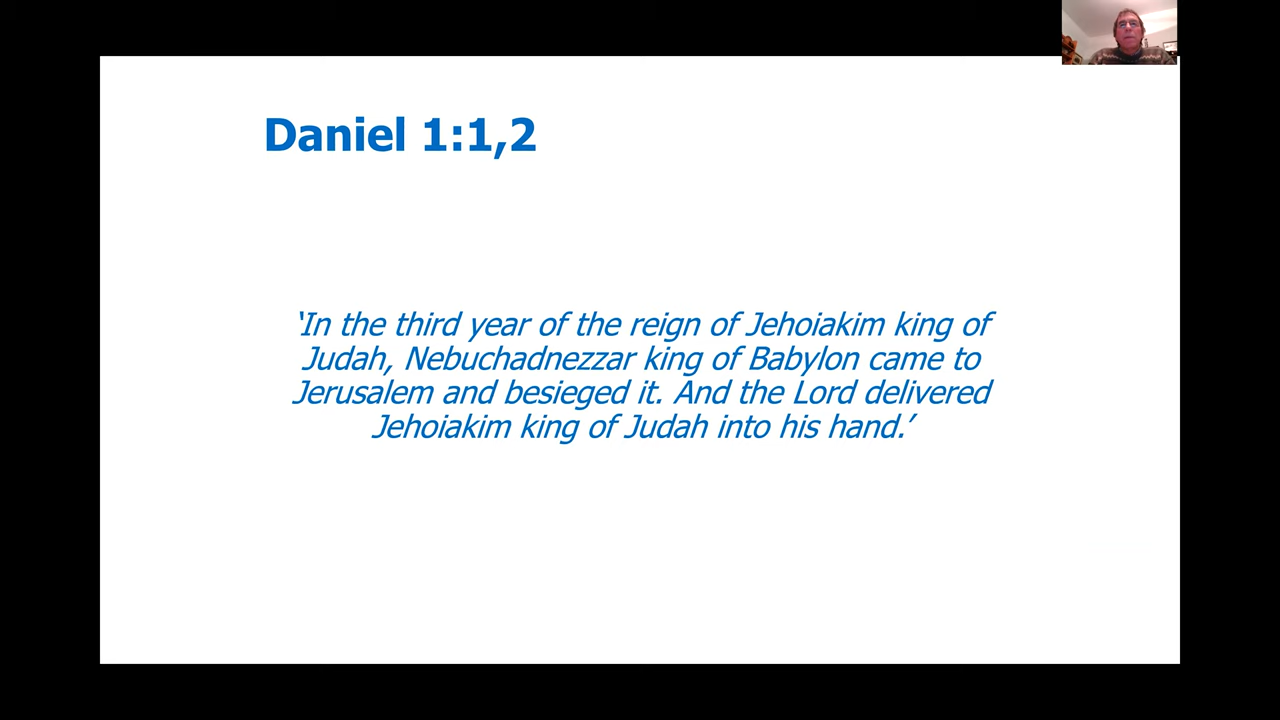 Daniel 1:1,2
‘In the third year of the reign of Jehoiakim king of
Judah, Nebuchadnezzar king of Babylon came to
Jerusalem and besieged it. And the Lord delivered
Jehoiakim king of Judah into his hand.’